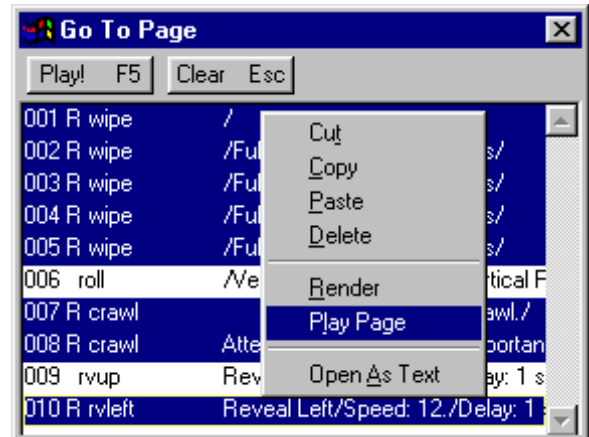 Go To Page
Play! F5 Clear Esc
001 R wipe /
002 R wipe /Ful s/
003 R wipe /Ful s/
004 R wipe /Ful s/
005 R wipe /Ful s/
006 roll /Ve tical F
007 R crawl awl./
008 R crawl Atte portan
009 rvup Rev ay: 1 s
010 R rvleft Reveal Left/Speed: 12./Delay: 1 s
Cut
Copy
Paste
Delete
Render
Play Page
Open As Text